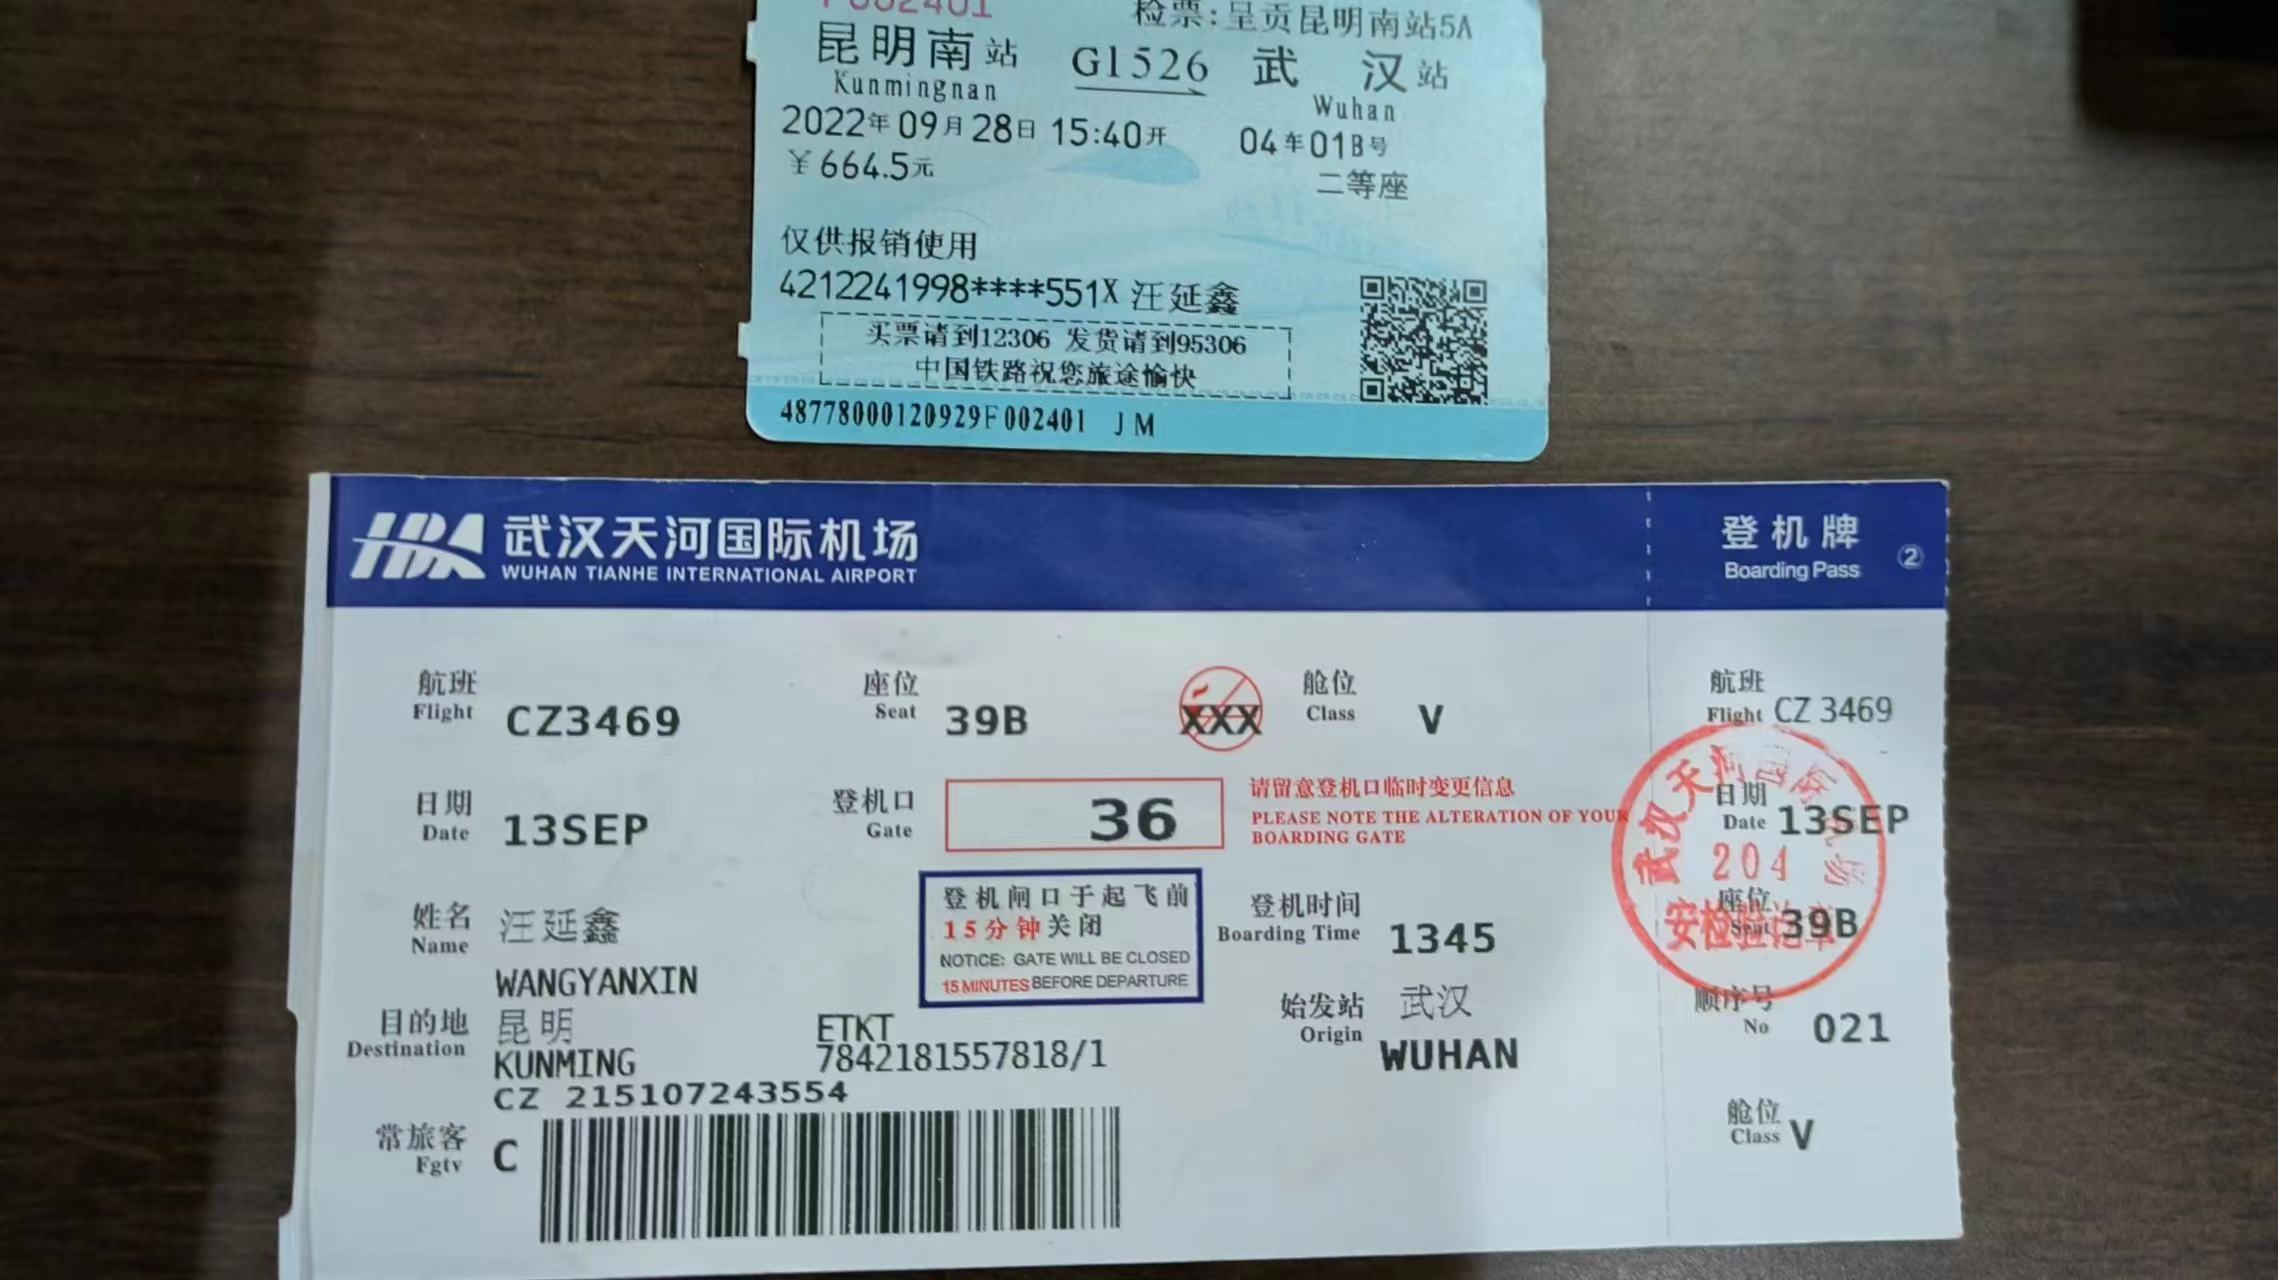 检票:呈贡昆明南站5A
昆明南站 G1526 武汉站
Kunmingnan Wuhan
2022年09月28日15:40开 04车01B号
¥664.5元 二等座
仅供报销使用
4212241998****551X 汪延鑫
买票请到12306 发货请到95306
中国铁路祝您旅途愉快
48778000120929F002401 JM
武汉天河国际机场
WUHAN TIANHE INTERNATIONAL AIRPORT
登机牌
Boarding Pass ②
航班 座位 舱位
Flight CZ3469 Seat 39B XXX Class V
日期 登机口
Date 13SEP Gate 36
请留意登机口临时变更信息
PLEASE NOTE THE ALTERATION OF YOUR
BOARDING GATE
姓名 汪延鑫
Name
WANGYANXIN
登机闸口于起飞前
15分钟关闭
NOTICE: GATE WILL BE CLOSED
15 MINUTES BEFORE DEPARTURE
登机时间
Boarding Time 1345
目的地 昆明
Destination KUNMING
ETKT
7842181557818/1
始发站 武汉
Origin WUHAN
CZ 215107243554
常旅客
Fgtv C
航班
Flight CZ 3469
日期
Date 13SEP
武汉天河国际机场
204
安检验讫章
座位
Seat 39B
顺序号
No 021
舱位
Class V